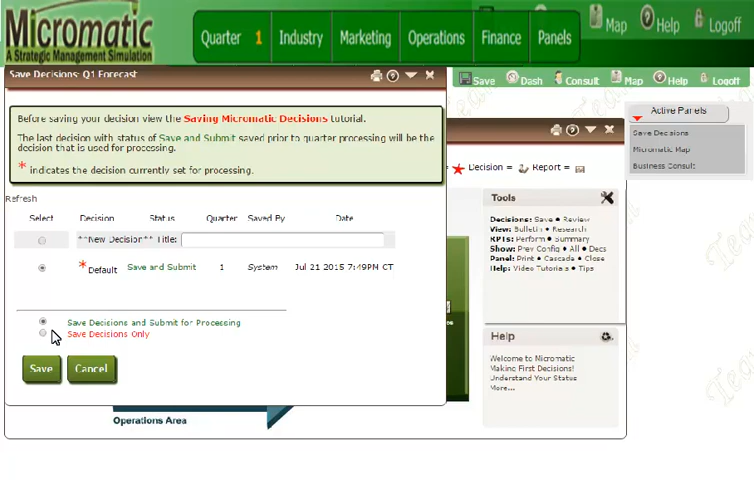 Micromatic
A Strategic Management Simulation
Quarter 1 Industry Marketing Operations Finance Panels Map Help Logoff
Save Decisions: Q1 Forecast
Save Dash Consult Map Help Logoff
Before saving your decision view the Saving Micromatic Decisions tutorial.
The last decision with status of Save and Submit saved prior to quarter processing will be the
decision that is used for processing.
* indicates the decision currently set for processing.
Refresh
Select Decision Status Quarter Saved By Date
**New Decision** Title:
* Default Save and Submit 1 System Jul 21 2015 7:49PM CT
Save Decisions and Submit for Processing
Save Decisions Only
Save Cancel
Operations Area
Active Panels
Save Decisions
Micromatic Map
Business Consult
Decision = Report =
Tools
Decisions: Save • Review
View: Bulletin • Research
RPTs: Perform • Summary
Show: Prev Config • All • Decs
Panel: Print • Cascade • Close
Help: Video Tutorials • Tips
Help
Welcome to Micromatic
Making First Decisions!
Understand Your Status
More...